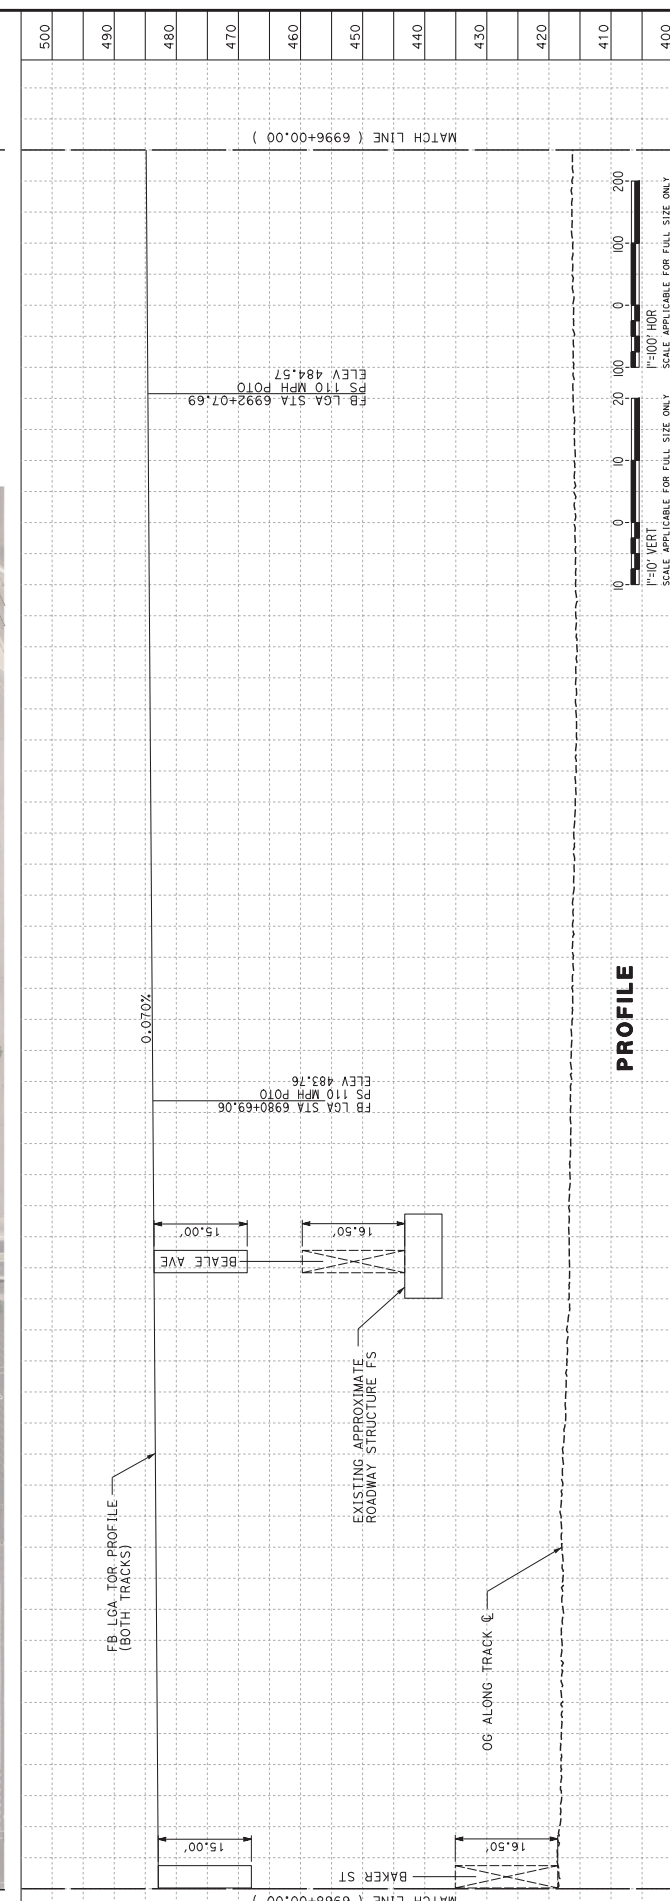 500
490
480
470
460
450
440
430
420
410
400
MATCH LINE ( 6996+00.00 )
FB LGA STA 6992+07.69
PS 110 MPH POTO
ELEV 484.57
200
100
0
100
1"=100' HOR
SCALE APPLICABLE FOR FULL SIZE ONLY
20
10
0
10
1"=10' VERT
SCALE APPLICABLE FOR FULL SIZE ONLY
0.070%
PROFILE
FB LGA STA 6980+69.06
PS 110 MPH POTO
ELEV 483.76
15.00'
BEALE AVE
16.50'
EXISTING APPROXIMATE
ROADWAY STRUCTURE FS
FB LGA TOR PROFILE
(BOTH TRACKS)
OG ALONG TRACK ℄
15.00'
BAKER ST
16.50'
MATCH LINE ( 6968+00.00 )